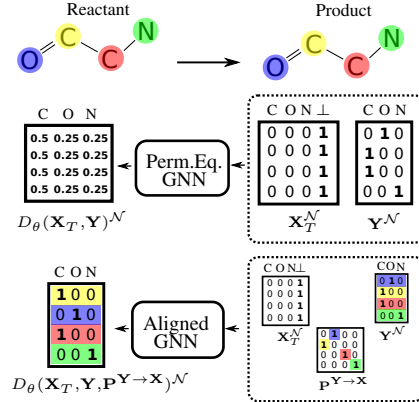 Reactant Product
O C C N O C C N
C O N
0.5 0.25 0.25
0.5 0.25 0.25
0.5 0.25 0.25
0.5 0.25 0.25
D_θ(X_T, Y)^𝒩
Perm.Eq.
GNN
C O N ⊥
0 0 0 1
0 0 0 1
0 0 0 1
0 0 0 1
X_T^𝒩
C O N
0 1 0
1 0 0
1 0 0
0 0 1
Y^𝒩
C O N
1 0 0
0 1 0
1 0 0
0 0 1
D_θ(X_T, Y, P^{Y→X})^𝒩
Aligned
GNN
C O N ⊥
0 0 0 1
0 0 0 1
0 0 0 1
0 0 0 1
X_T^𝒩
0 1 0 0
1 0 0 0
0 0 1 0
0 0 0 1
P^{Y→X}
C O N
0 1 0
1 0 0
1 0 0
0 0 1
Y^𝒩